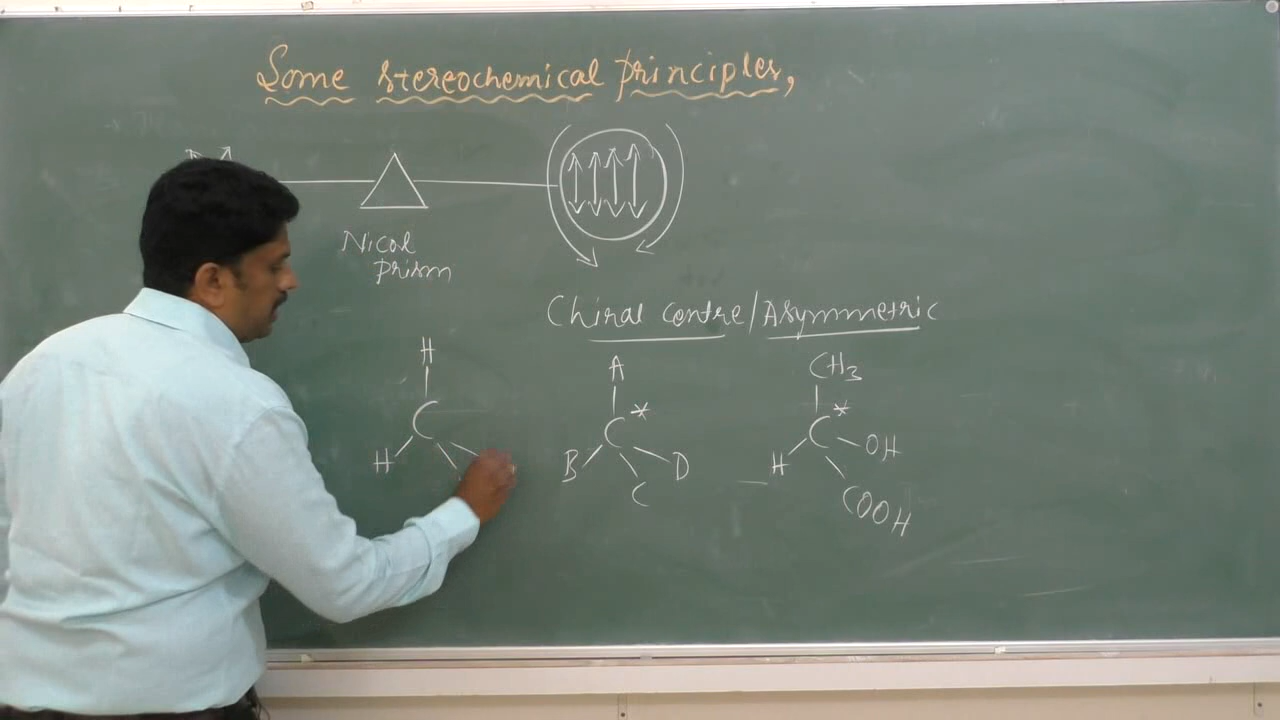 Some stereochemical principles,
Nicol
prism
Chiral centre/Asymmetric
H
C
H
A
C*
B
D
C
CH3
C*
H
OH
COOH